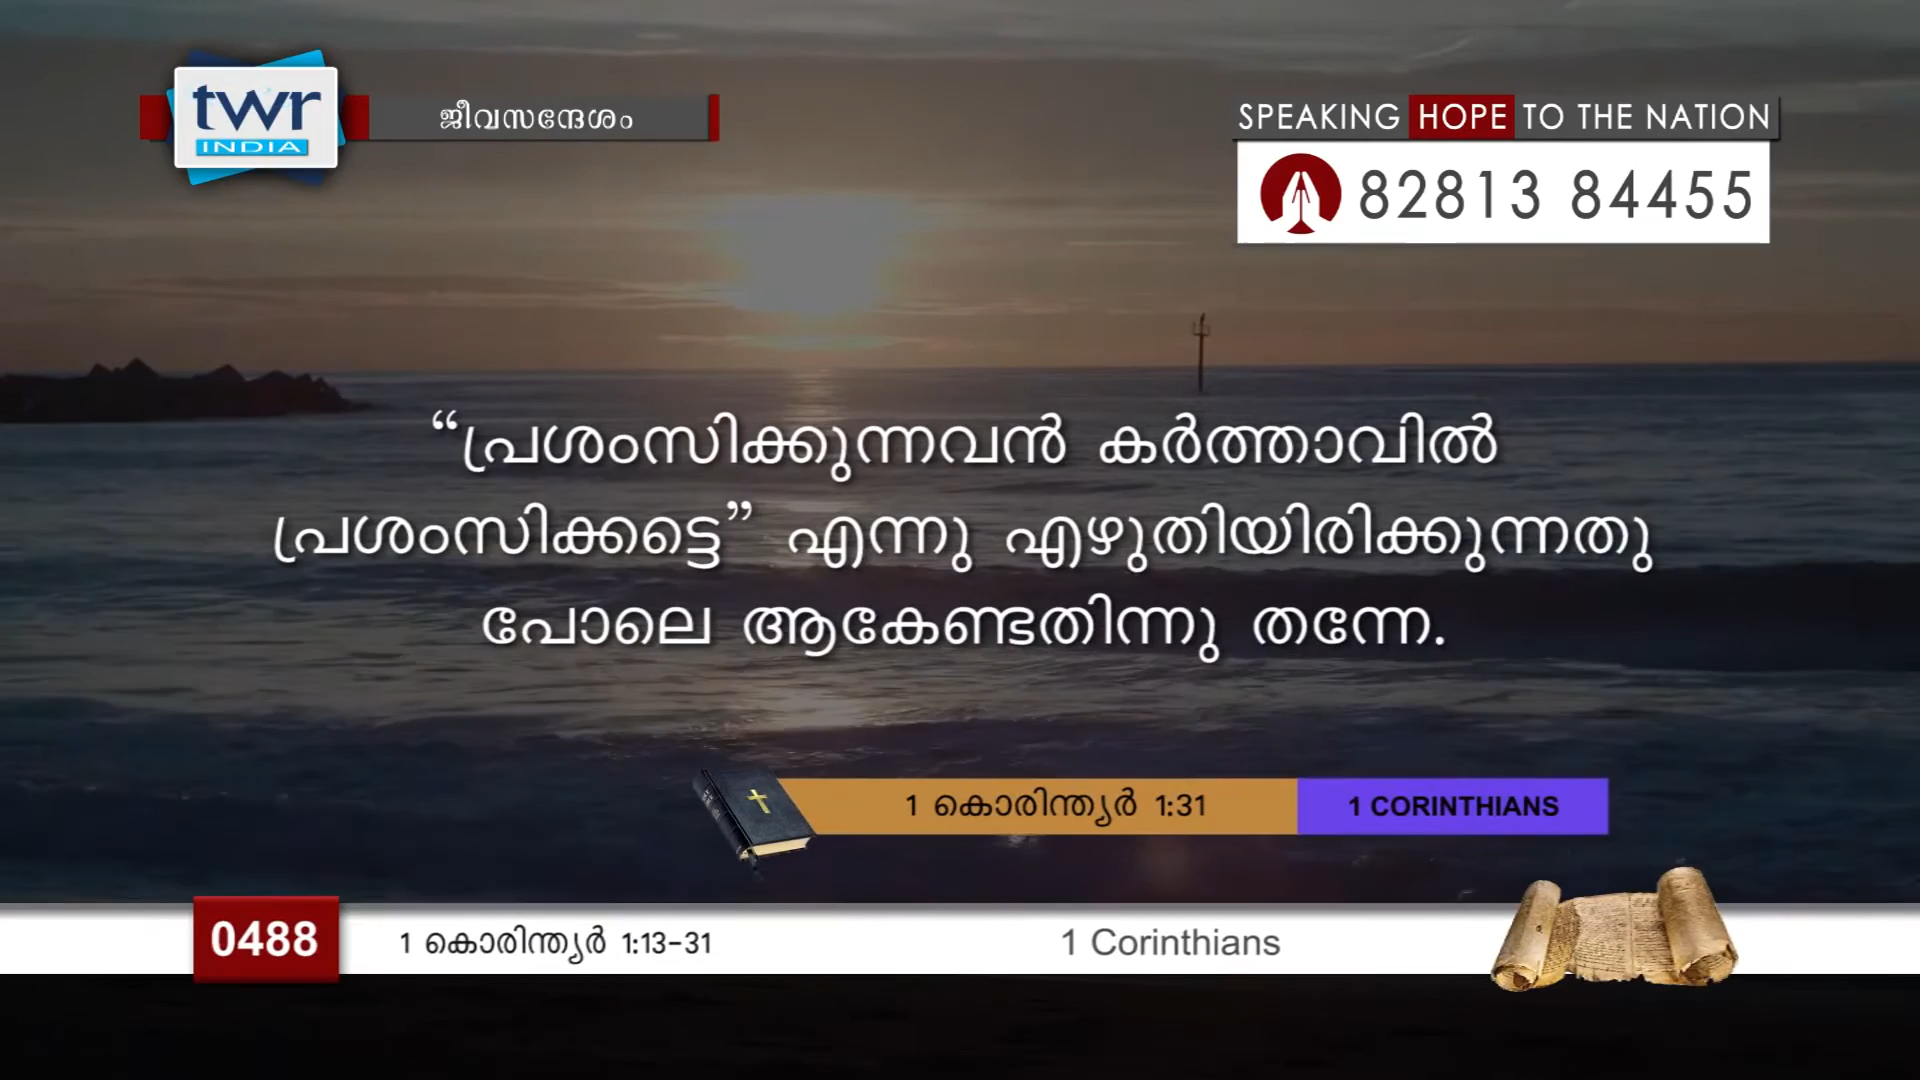 twr
INDIA
ജീവസന്ദേശം
SPEAKING HOPE TO THE NATION
82813 84455
“പ്രശംസിക്കുന്നവൻ കർത്താവിൽ
പ്രശംസിക്കട്ടെ” എന്നു എഴുതിയിരിക്കുന്നതു
പോലെ ആകേണ്ടതിന്നു തന്നേ.
1 കൊരിന്ത്യർ 1:31
1 CORINTHIANS
0488
1 കൊരിന്ത്യർ 1:13-31
1 Corinthians